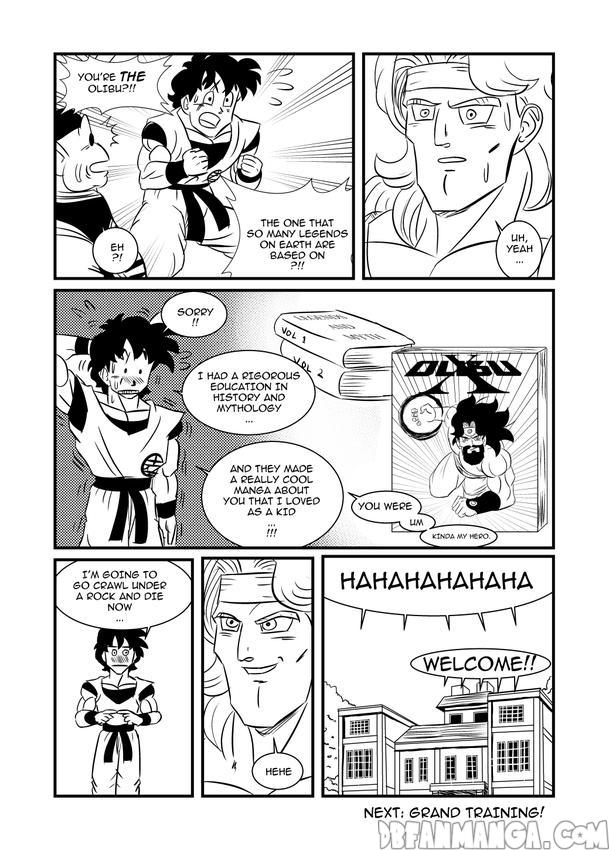 YOU'RE THE
OLIBU?!!
EH
?!
THE ONE THAT
SO MANY LEGENDS
ON EARTH ARE
BASED ON
?!!
UH,
YEAH
...
SORRY
!!
I HAD A RIGOROUS
EDUCATION IN
HISTORY AND
MYTHOLOGY
...
AND THEY MADE
A REALLY COOL
MANGA ABOUT
YOU THAT I LOVED
AS A KID
...
!!!
LEGENDS
AND
MYTH
VOL 1
VOL 2
OLIBU
X
YOU WERE
UM
KINDA MY HERO.
I'M GOING TO
GO CRAWL UNDER
A ROCK AND DIE
NOW
...
HEHE
HAHAHAHAHAHA
WELCOME!!
NEXT: GRAND TRAINING!
DBFANMANGA.COM